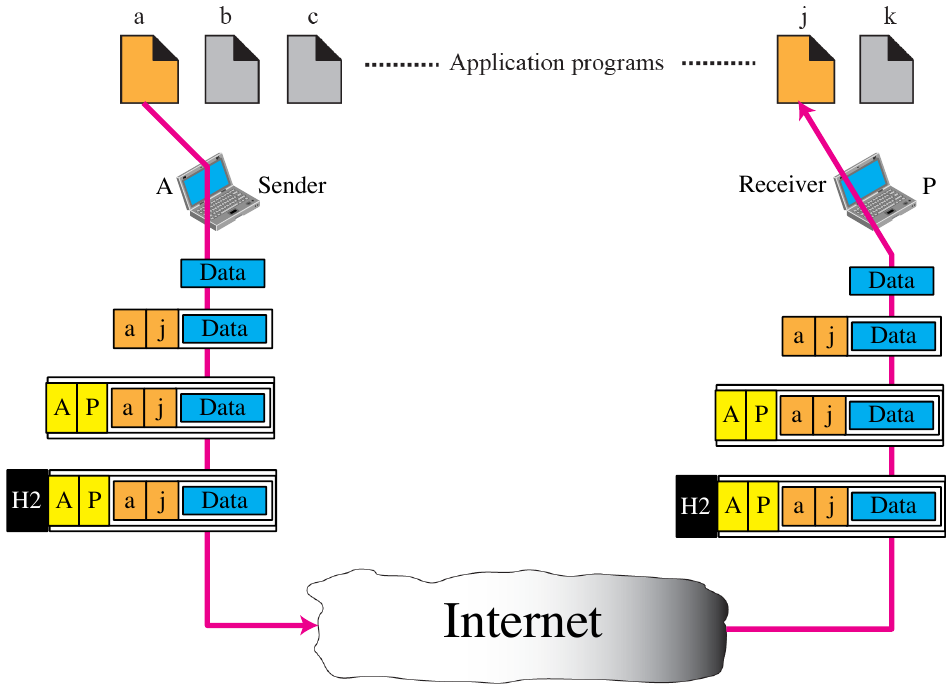 a b c j k
Application programs
A Sender Receiver P
Data Data
a j Data a j Data
A P a j Data A P a j Data
H2 A P a j Data H2 A P a j Data
Internet